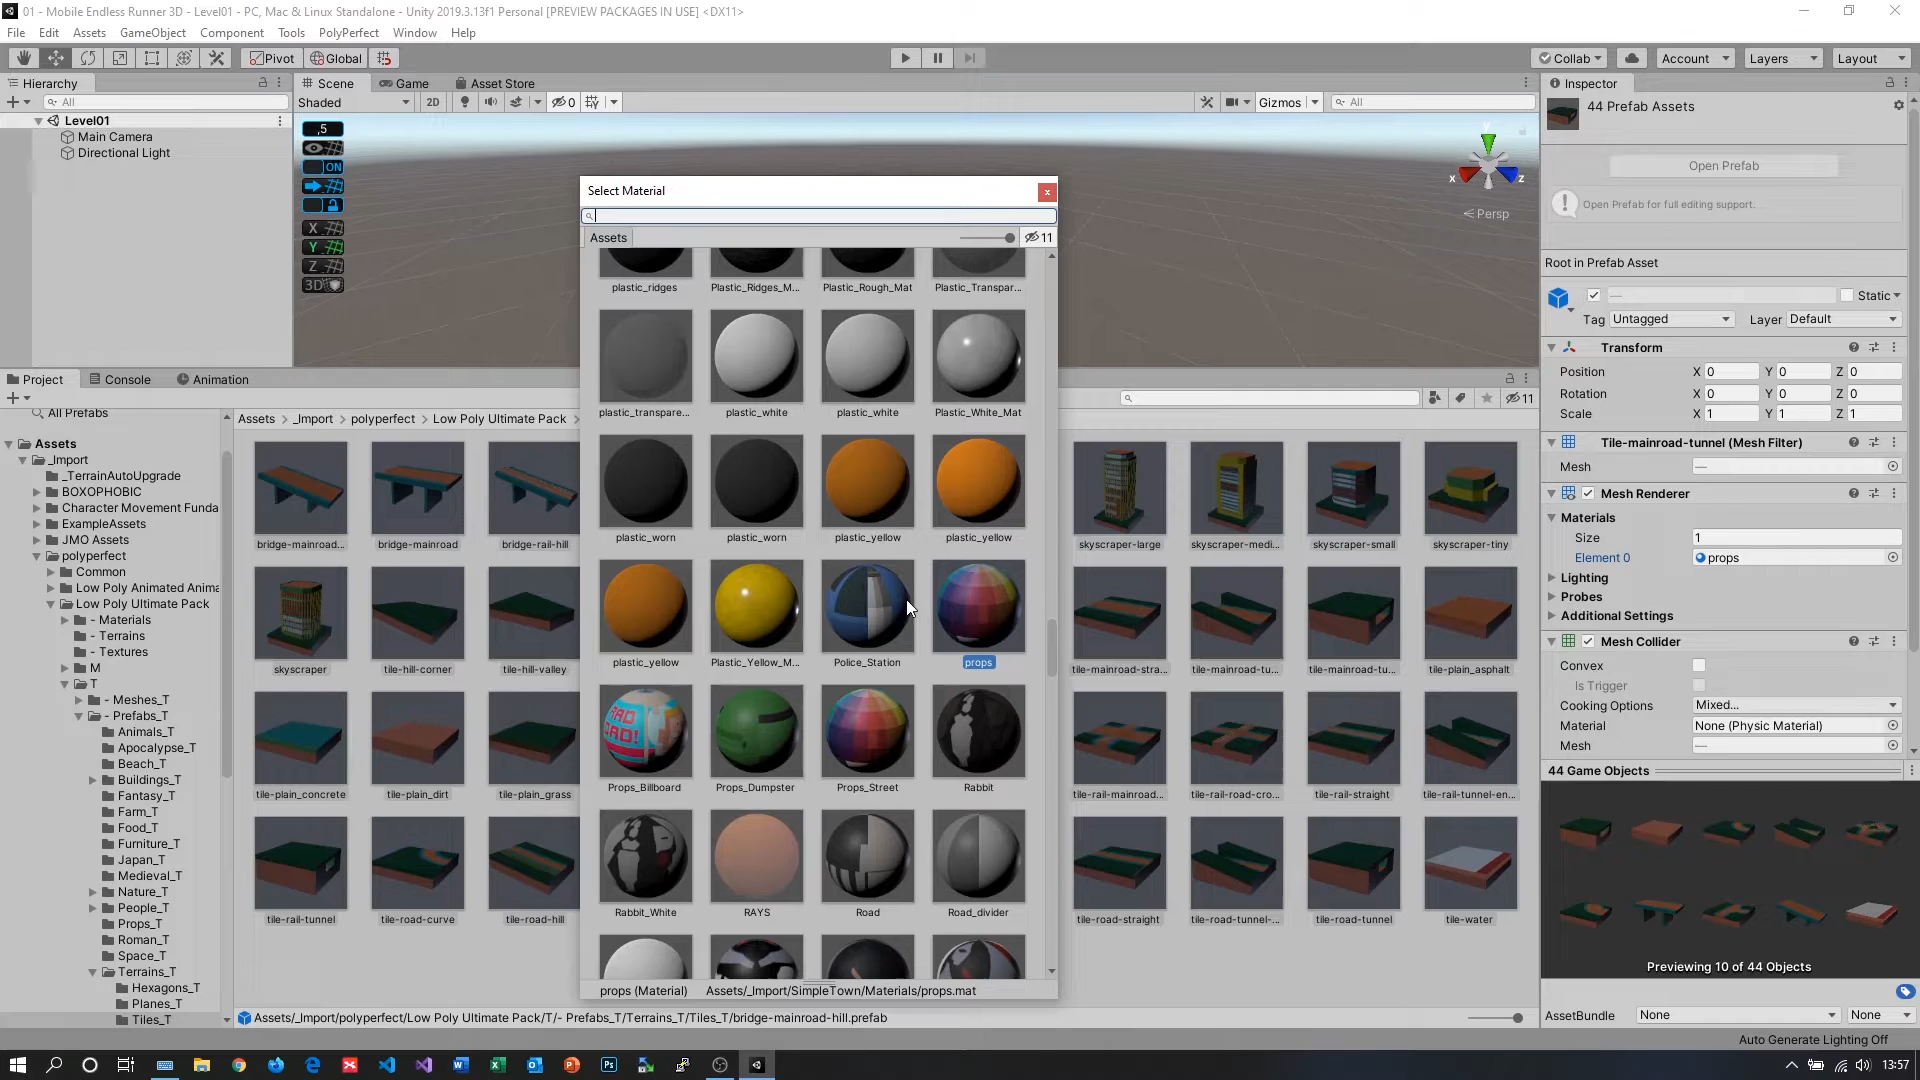 01 - Mobile Endless Runner 3D - Level01 - PC, Mac & Linux Standalone - Unity 2019.3.13f1 Personal [PREVIEW PACKAGES IN USE] <DX11>
File Edit Assets GameObject Component Tools PolyPerfect Window Help
Pivot Global Collab Account Layers Layout
Hierarchy Scene Game Asset Store Inspector
All Shaded 2D 0 Gizmos All
Level01
Main Camera
Directional Light
,5
ON
X
Y
Z
3D
y
x z
Persp
44 Prefab Assets
Open Prefab
Open Prefab for full editing support.
Root in Prefab Asset
— Static
Tag Untagged Layer Default
Transform
Position X 0 Y 0 Z 0
Rotation X 0 Y 0 Z 0
Scale X 1 Y 1 Z 1
Tile-mainroad-tunnel (Mesh Filter)
Mesh —
Mesh Renderer
Materials
Size 1
Element 0 props
Lighting
Probes
Additional Settings
Mesh Collider
Convex
Is Trigger
Cooking Options Mixed...
Material None (Physic Material)
Mesh —
44 Game Objects
Previewing 10 of 44 Objects
AssetBundle None None
Auto Generate Lighting Off
Select Material
Assets 11
plastic_ridges Plastic_Ridges_M... Plastic_Rough_Mat Plastic_Transpar...
plastic_transpare... plastic_white plastic_white Plastic_White_Mat
plastic_worn plastic_worn plastic_yellow plastic_yellow
plastic_yellow Plastic_Yellow_M... Police_Station props
Props_Billboard Props_Dumpster Props_Street Rabbit
Rabbit_White RAYS Road Road_divider
props (Material) Assets/_Import/SimpleTown/Materials/props.mat
Project Console Animation
11
All Prefabs
Assets
_Import
_TerrainAutoUpgrade
BOXOPHOBIC
Character Movement Funda
ExampleAssets
JMO Assets
polyperfect
Common
Low Poly Animated Anima
Low Poly Ultimate Pack
- Materials
- Terrains
- Textures
M
T
- Meshes_T
- Prefabs_T
Animals_T
Apocalypse_T
Beach_T
Buildings_T
Fantasy_T
Farm_T
Food_T
Furniture_T
Japan_T
Medieval_T
Nature_T
People_T
Props_T
Roman_T
Space_T
Terrains_T
Hexagons_T
Planes_T
Tiles_T
Assets > _Import > polyperfect > Low Poly Ultimate Pack >
bridge-mainroad... bridge-mainroad bridge-rail-hill skyscraper-large skyscraper-medi... skyscraper-small skyscraper-tiny
skyscraper tile-hill-corner tile-hill-valley tile-mainroad-stra... tile-mainroad-tu... tile-mainroad-tu... tile-plain_asphalt
tile-plain_concrete tile-plain_dirt tile-plain_grass tile-rail-mainroad... tile-rail-road-cro... tile-rail-straight tile-rail-tunnel-en...
tile-rail-tunnel tile-road-curve tile-road-hill tile-road-straight tile-road-tunnel-... tile-road-tunnel tile-water
Assets/_Import/polyperfect/Low Poly Ultimate Pack/T/- Prefabs_T/Terrains_T/Tiles_T/bridge-mainroad-hill.prefab
13:57